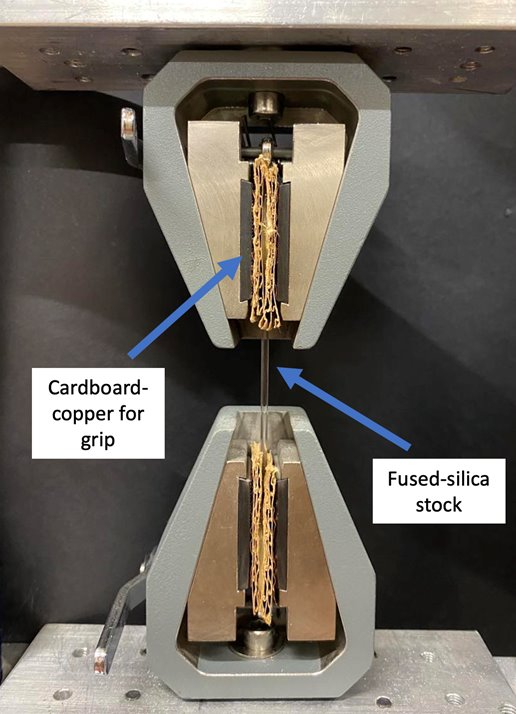 Cardboard-
copper for
grip
Fused-silica
stock